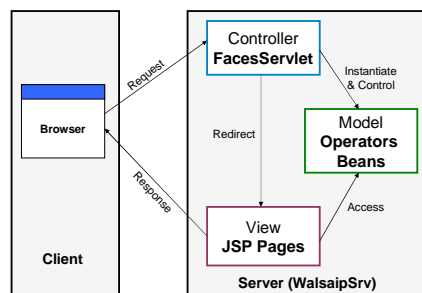 Controller
FacesServlet
Request
Instantiate
& Control
Browser
Redirect
Model
Operators
Beans
Response
Access
View
JSP Pages
Client
Server (WalsaipSrv)